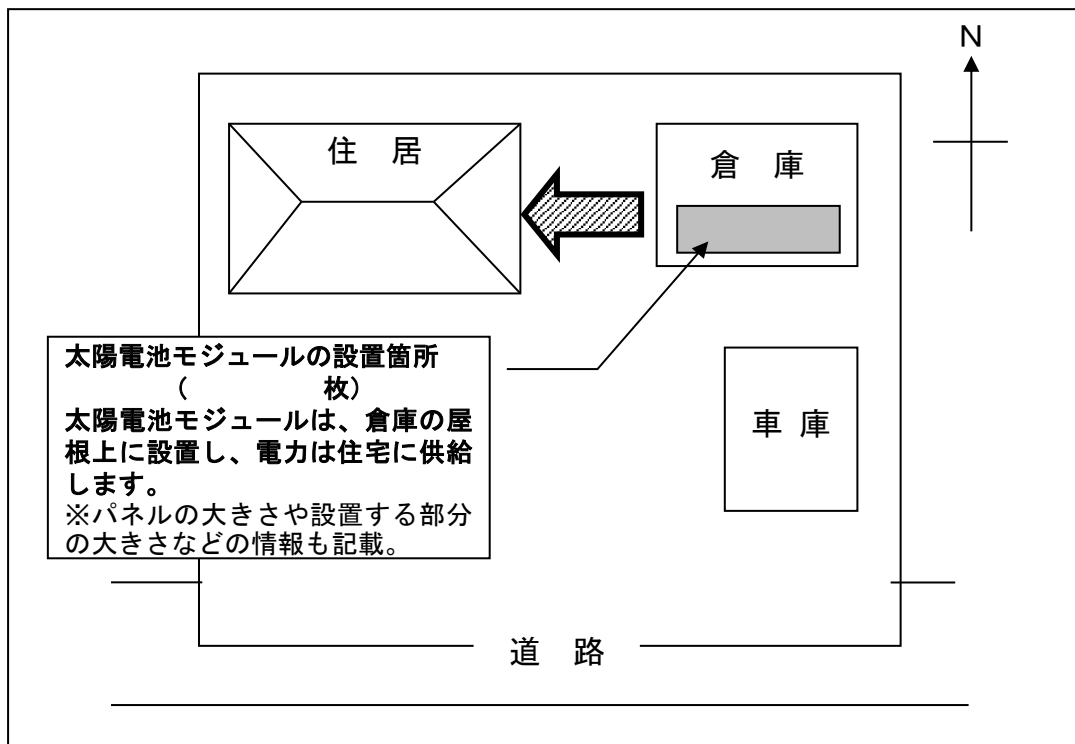 N
住　居
倉　庫
太陽電池モジュールの設置箇所
（　　　　　枚）
太陽電池モジュールは、倉庫の屋
根上に設置し、電力は住宅に供給
します。
※パネルの大きさや設置する部分
の大きさなどの情報も記載。
車　庫
道　路